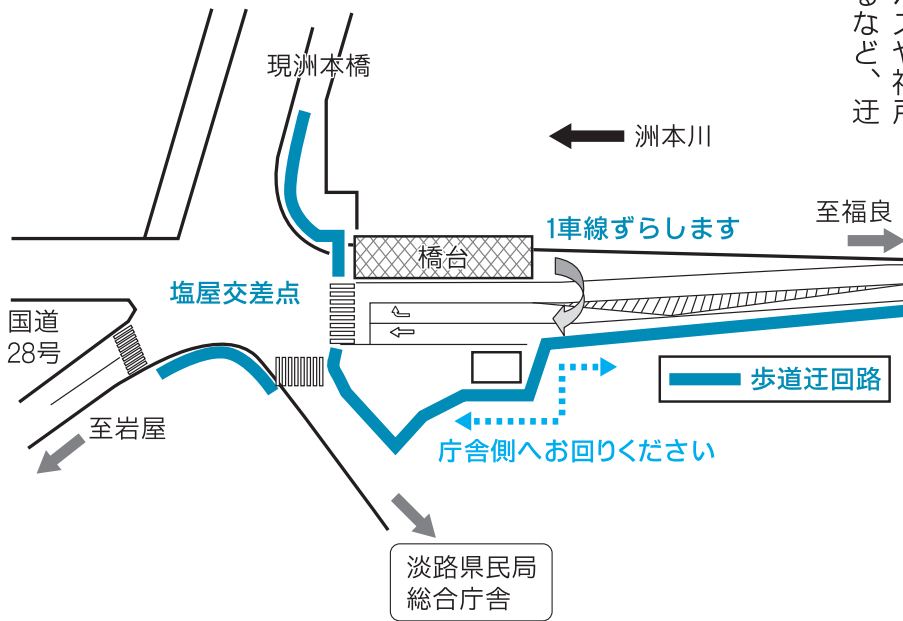 るなど、迂
現洲本橋
洲本川
至福良
1車線ずらします
橋台
塩屋交差点
国道
28号
歩道迂回路
至岩屋
庁舎側へお回りください
淡路県民局
総合庁舎